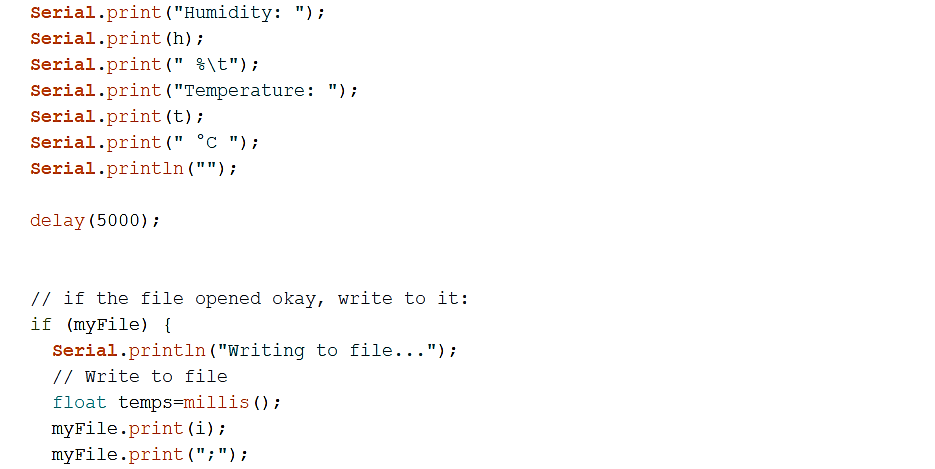 Serial.print("Humidity: ");
Serial.print(h);
Serial.print(" %\t");
Serial.print("Temperature: ");
Serial.print(t);
Serial.print(" °C ");
Serial.println("");
delay(5000);
// if the file opened okay, write to it:
if (myFile) {
Serial.println("Writing to file...");
// Write to file
float temps=millis();
myFile.print(i);
myFile.print(";");